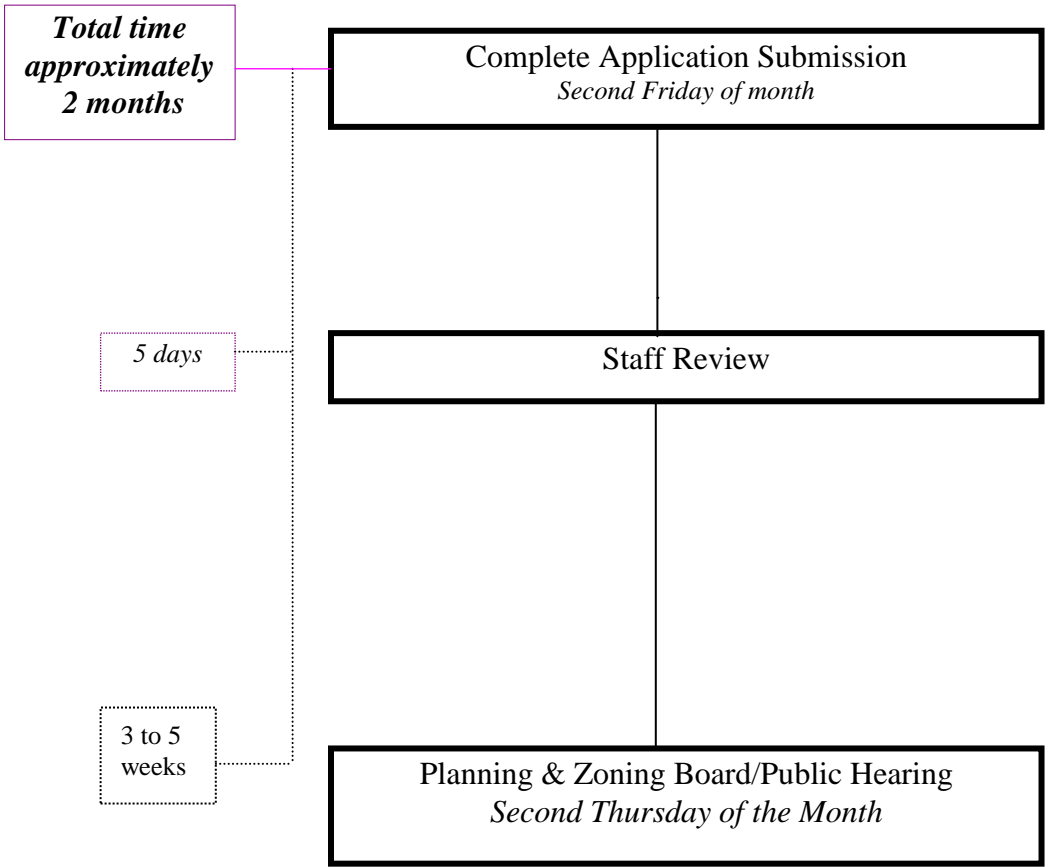 Total time
approximately
2 months
Complete Application Submission
Second Friday of month
5 days
Staff Review
3 to 5
weeks
Planning & Zoning Board/Public Hearing
Second Thursday of the Month